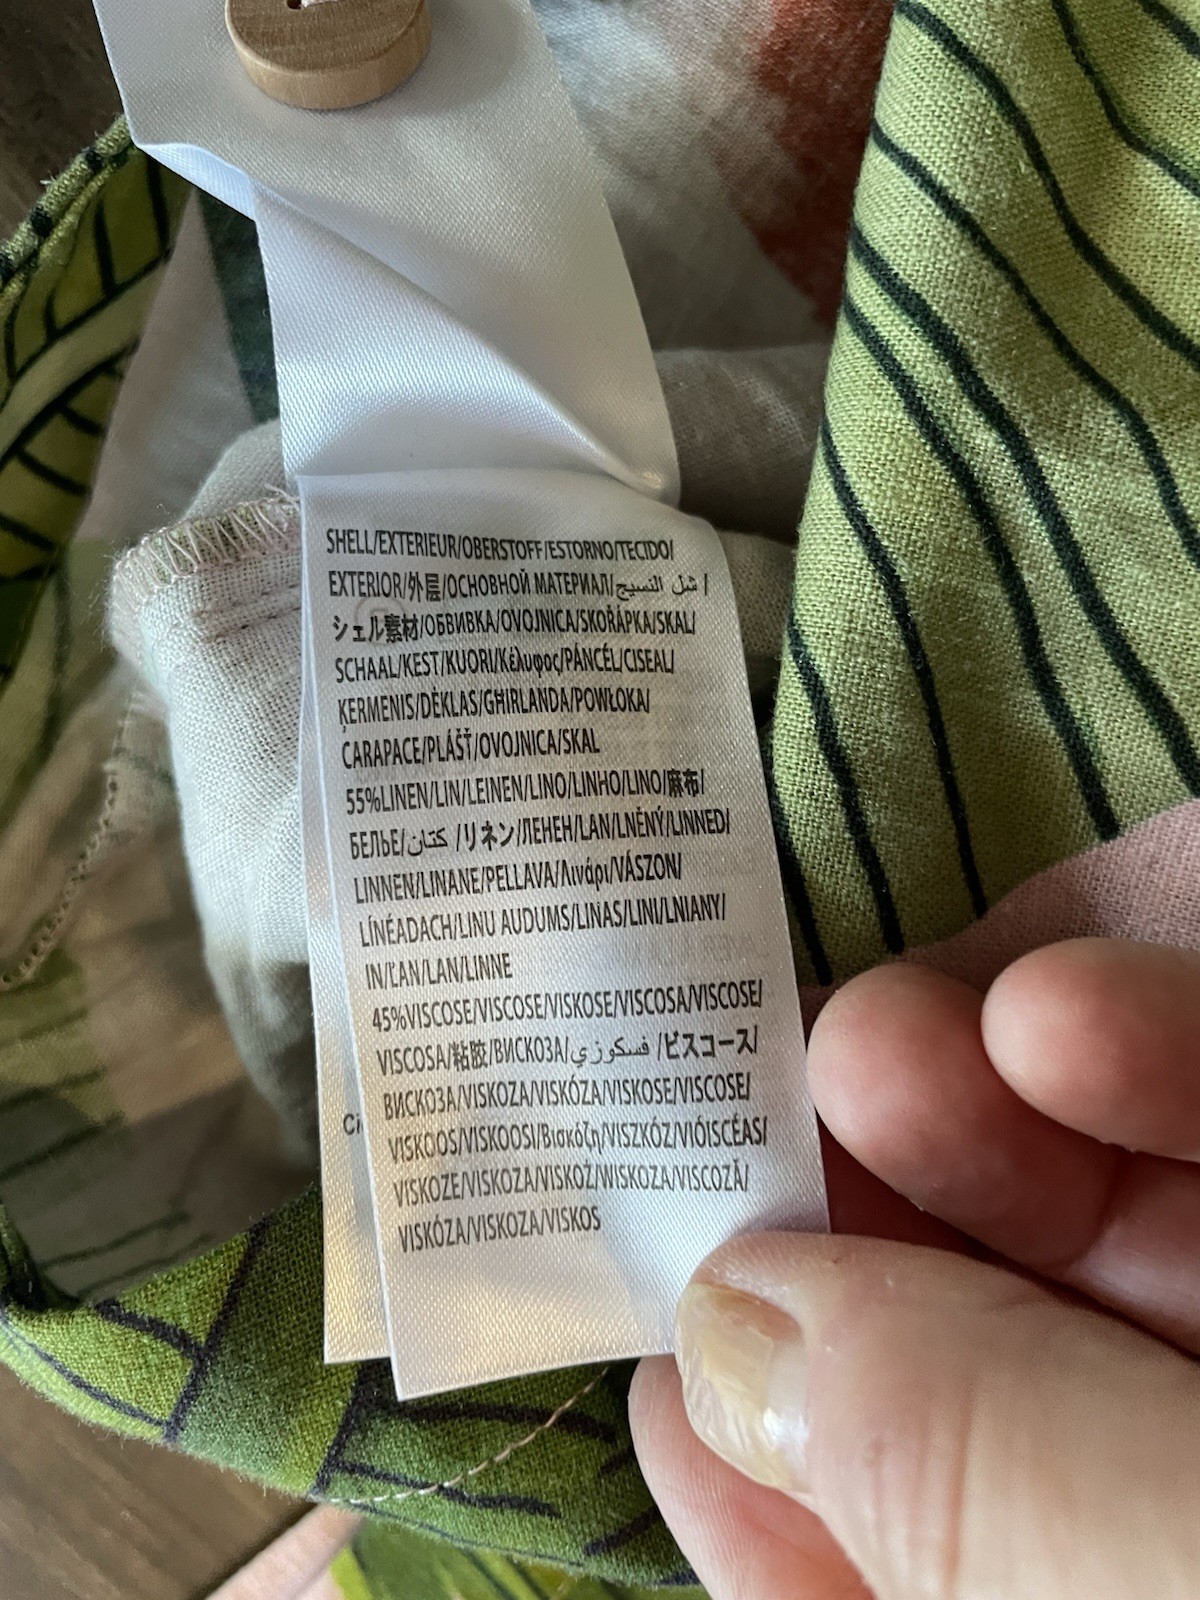 SHELL/EXTERIEUR/OBERSTOFF/ESTORNO/TECIDO/
EXTERIOR/外层/ОСНОВНОЙ МАТЕРИАЛ/شل النسيج/
シェル素材/ОБВИВКА/OVOJNICA/SKOŘÁPKA/SKAL/
SCHAAL/KEST/KUORI/Κέλυφος/PÁNCÉL/CISEAL/
ĶERMENIS/DĖKLAS/GĦIRLANDA/POWŁOKA/
CARAPACE/PLÁŠŤ/OVOJNICA/SKAL
55%LINEN/LIN/LEINEN/LINO/LINHO/LINO/麻布/
БЕЛЬЕ/كتان/リネン/ЛЕНЕН/LAN/LNĚNÝ/LINNED/
LINNEN/LINANE/PELLAVA/Λινάρι/VÁSZON/
LÍNÉADACH/LINU AUDUMS/LINAS/LINI/LNIANY/
IN/ĽAN/LAN/LINNE
45%VISCOSE/VISCOSE/VISKOSE/VISCOSA/VISCOSE/
VISCOSA/粘胶/ВИСКОЗА/فسكوزي/ビスコース/
ВИСКОЗА/VISKOZA/VISKÓZA/VISKOSE/VISCOSE/
VISKOOS/VISKOOSI/Βισκόζη/VISZKÓZ/VIÓISCÉAS/
VISKOZE/VISKOZA/VISKOŻ/WISKOZA/VISCOZĂ/
VISKÓZA/VISKOZA/VISKOS